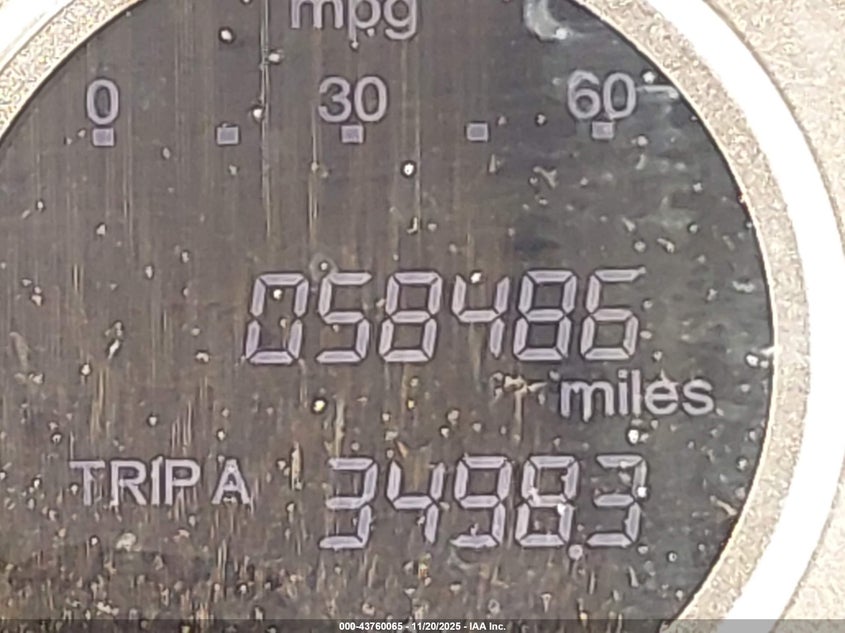 mpg
0 30 60
058486
miles
TRIP A 3498.3
000-43760065 - 11/20/2025 - IAA Inc.